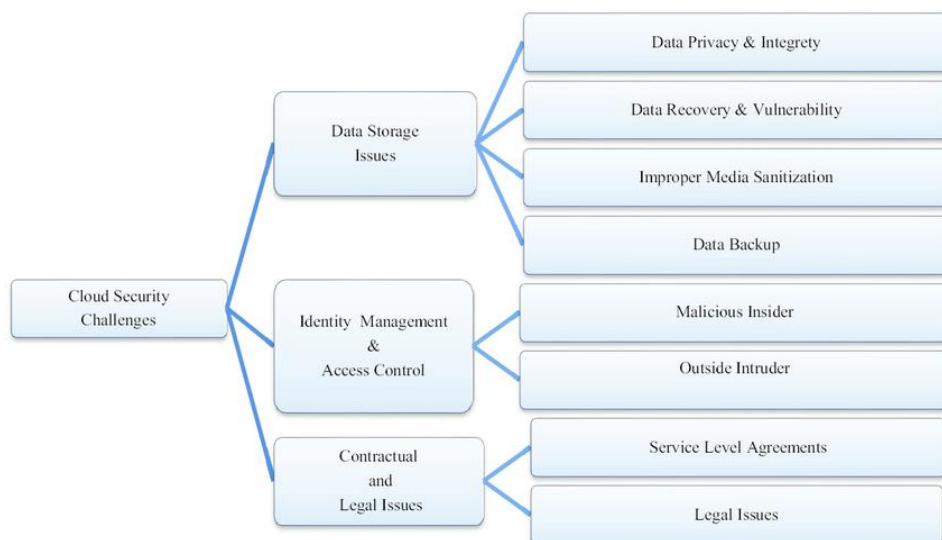 Cloud Security
Challenges
Data Storage
Issues
Data Privacy & Integrety
Data Recovery & Vulnerability
Improper Media Sanitization
Data Backup
Identity Management
&
Access Control
Malicious Insider
Outside Intruder
Contractual
and
Legal Issues
Service Level Agreements
Legal Issues